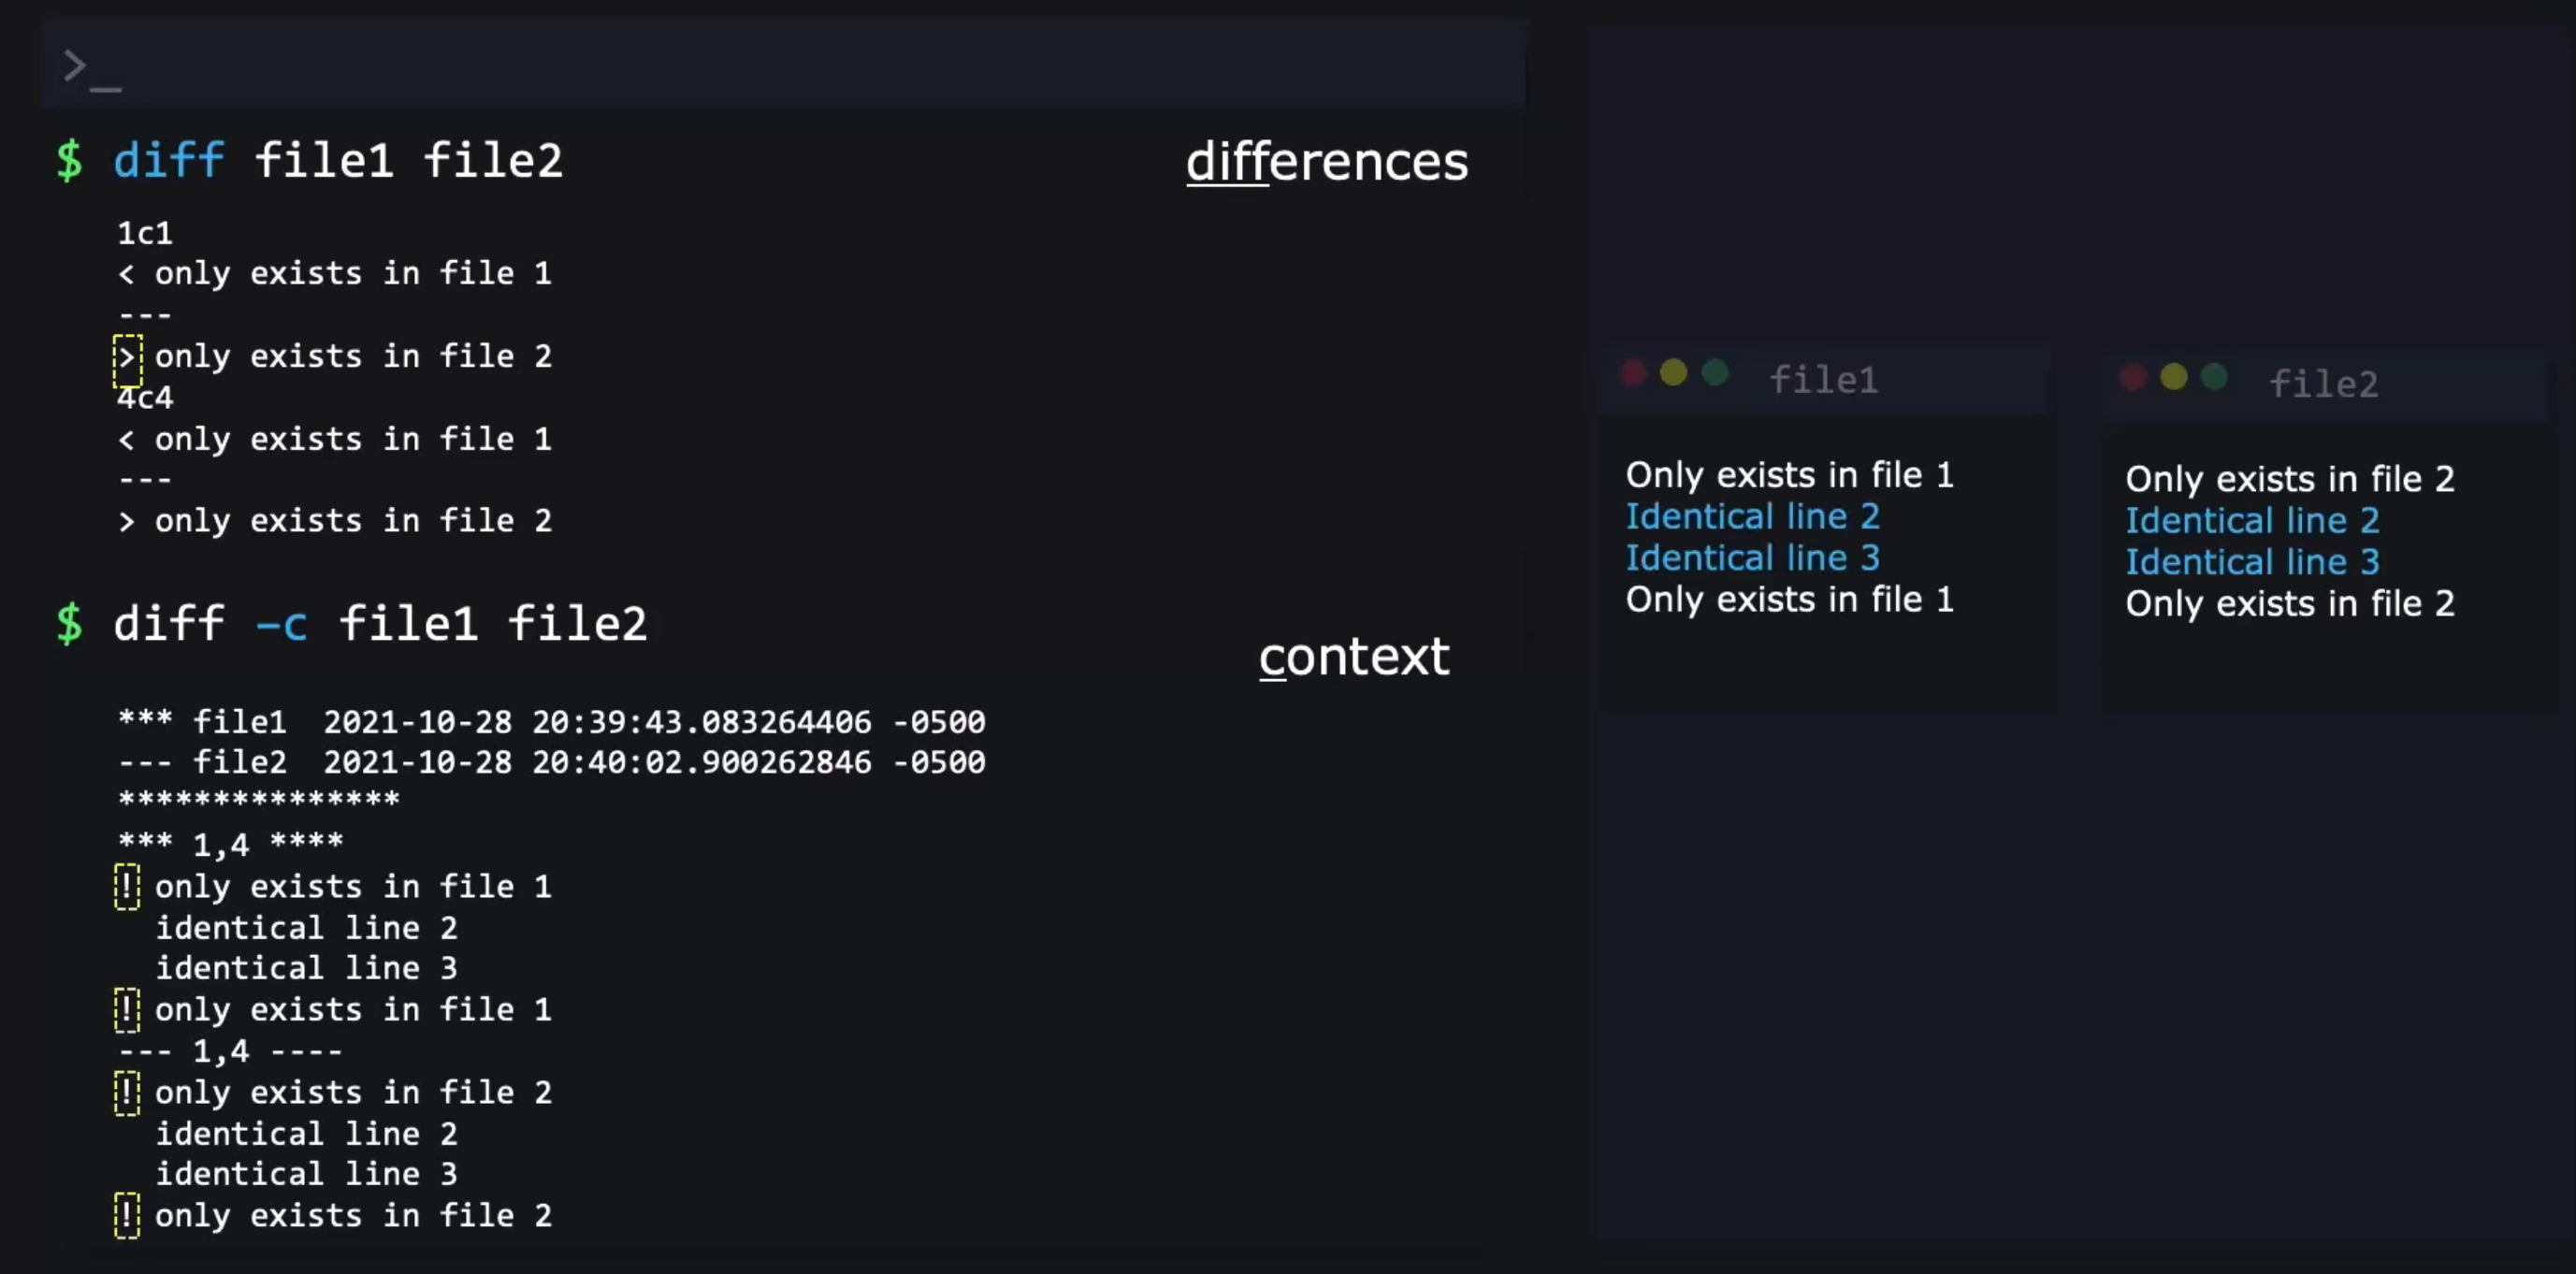 >_
$ diff file1 file2
differences
1c1
< only exists in file 1
---
> only exists in file 2
4c4
< only exists in file 1
---
> only exists in file 2
$ diff -c file1 file2
context
*** file1  2021-10-28 20:39:43.083264406 -0500
--- file2  2021-10-28 20:40:02.900262846 -0500
***************
*** 1,4 ****
! only exists in file 1
  identical line 2
  identical line 3
! only exists in file 1
--- 1,4 ----
! only exists in file 2
  identical line 2
  identical line 3
! only exists in file 2
file1
Only exists in file 1
Identical line 2
Identical line 3
Only exists in file 1
file2
Only exists in file 2
Identical line 2
Identical line 3
Only exists in file 2